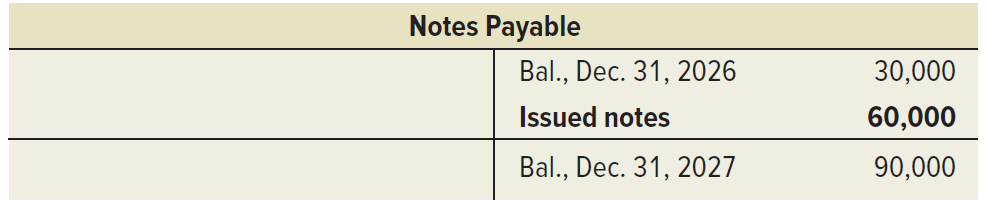 Notes Payable
Bal., Dec. 31, 2026 30,000
Issued notes 60,000
Bal., Dec. 31, 2027 90,000